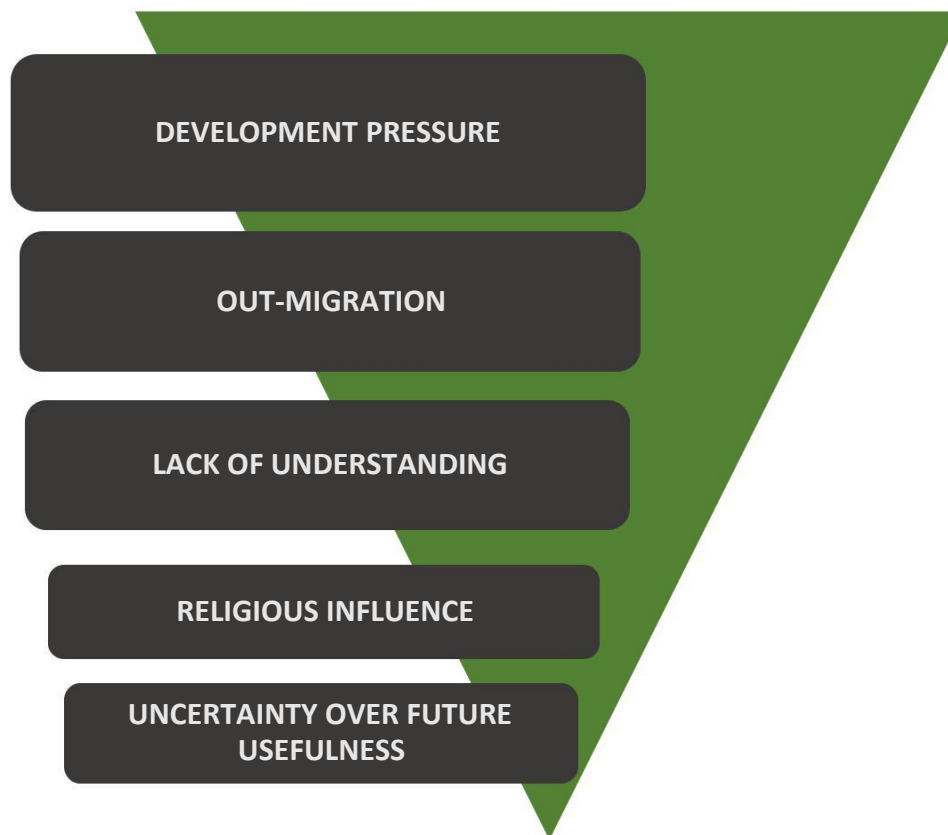 DEVELOPMENT PRESSURE
OUT-MIGRATION
LACK OF UNDERSTANDING
RELIGIOUS INFLUENCE
UNCERTAINTY OVER FUTURE
USEFULNESS